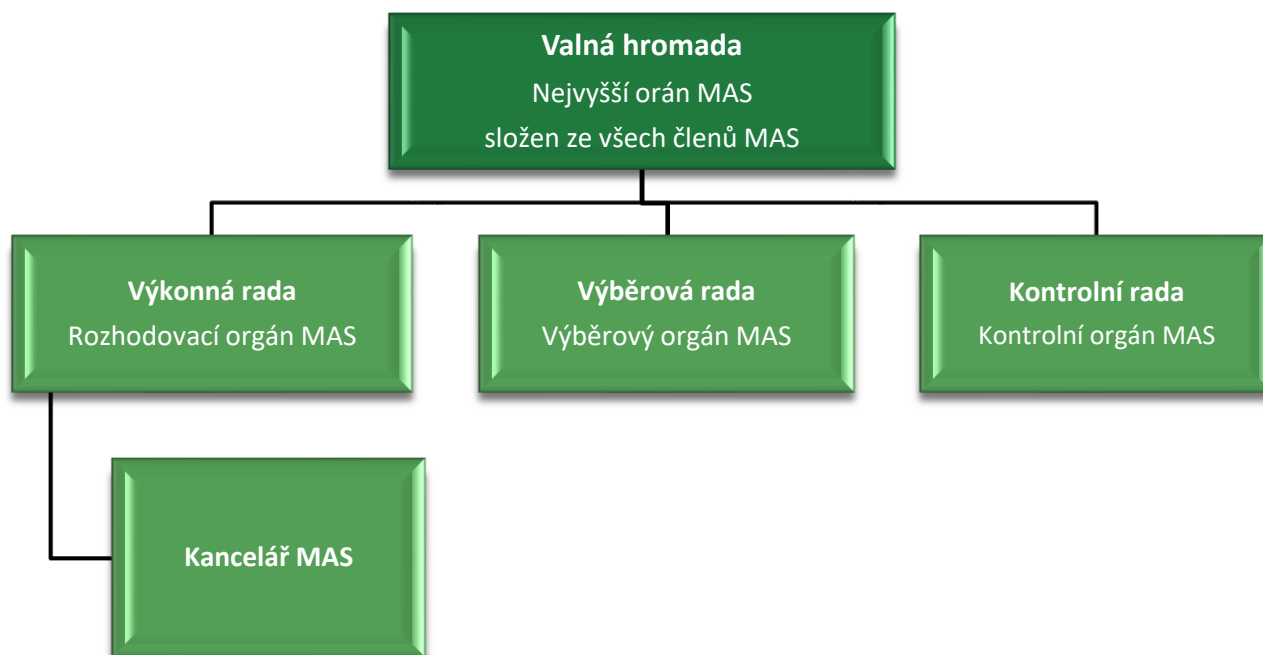 Valná hromada
Nejvyšší orán MAS
složen ze všech členů MAS
Výkonná rada
Rozhodovací orgán MAS
Výběrová rada
Výběrový orgán MAS
Kontrolní rada
Kontrolní orgán MAS
Kancelář MAS